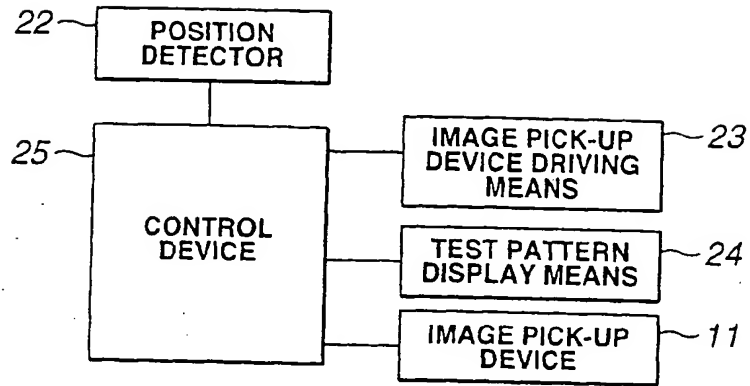 22
POSITION
DETECTOR
25
CONTROL
DEVICE
IMAGE PICK-UP
DEVICE DRIVING
MEANS
23
TEST PATTERN
DISPLAY MEANS
24
IMAGE PICK-UP
DEVICE
11